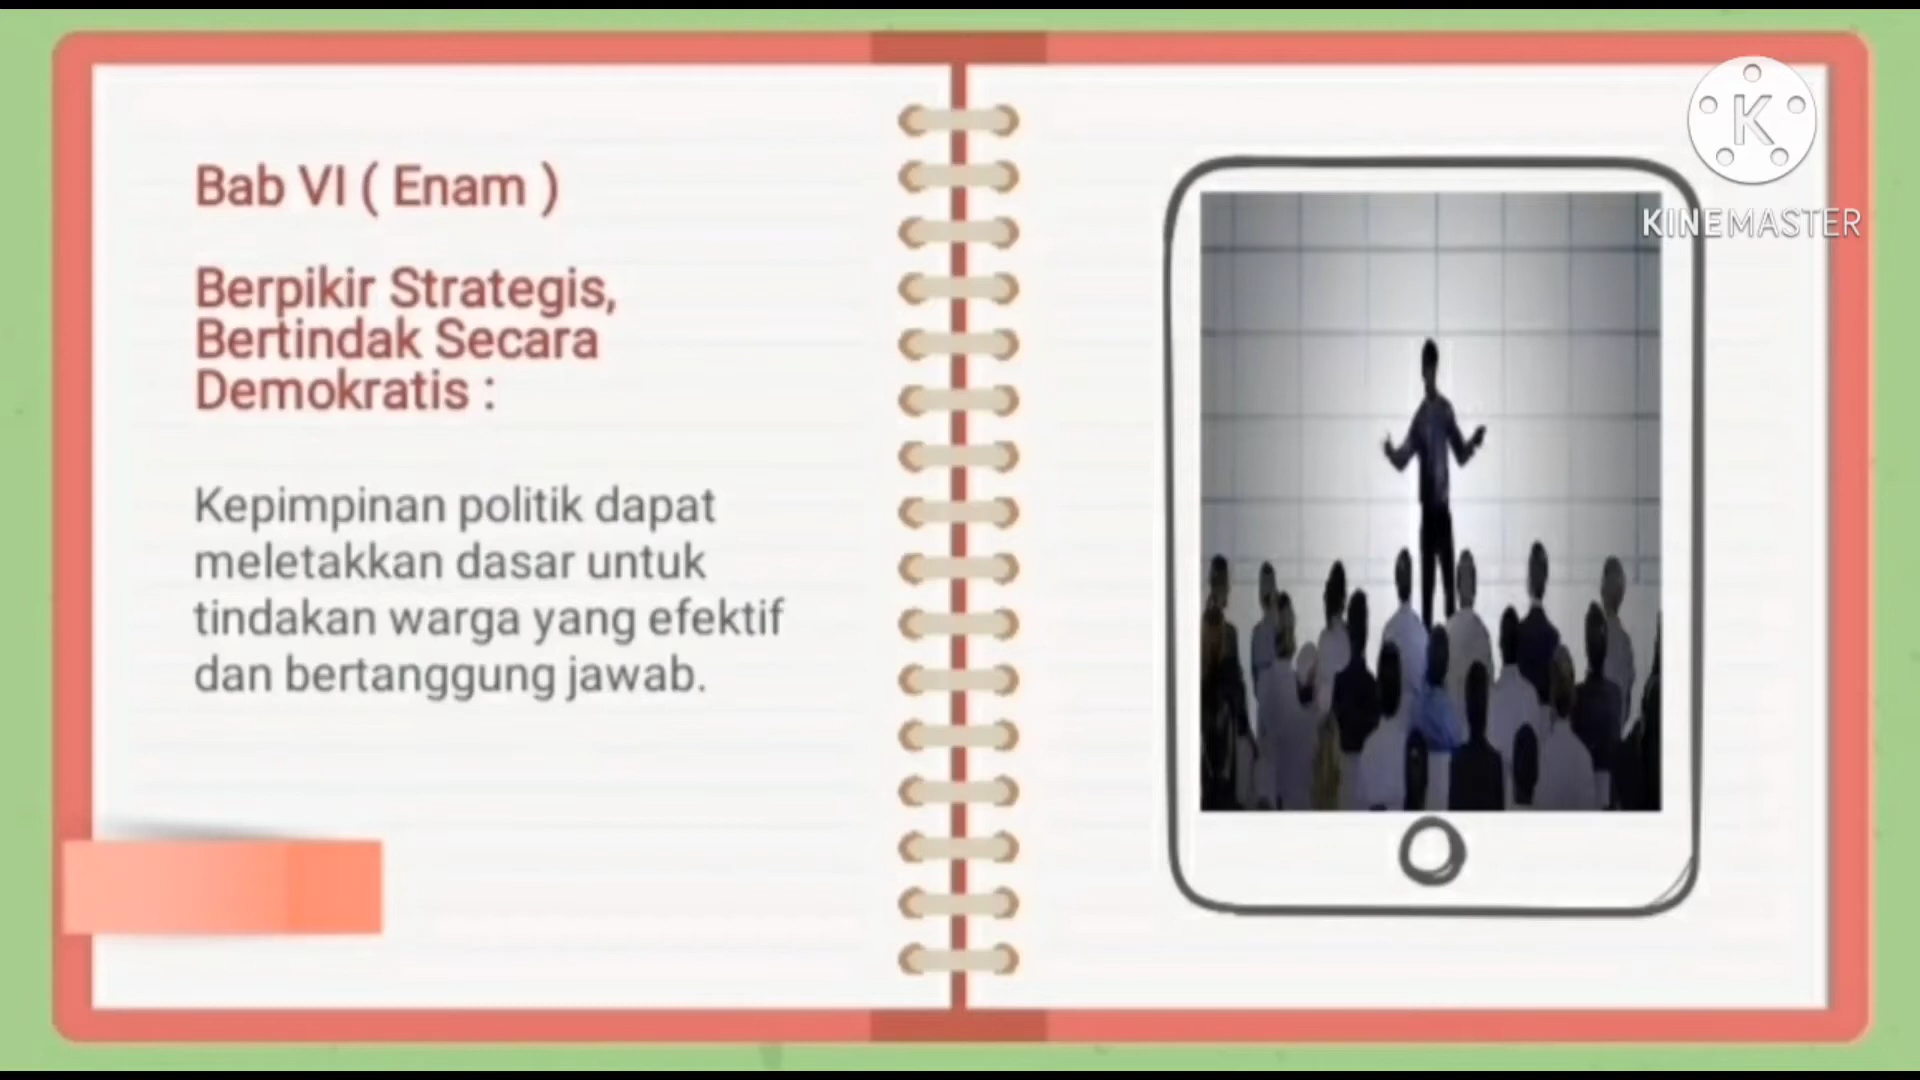 Bab VI ( Enam )
Berpikir Strategis,
Bertindak Secara
Demokratis :
Kepimpinan politik dapat
meletakkan dasar untuk
tindakan warga yang efektif
dan bertanggung jawab.
K
KINEMASTER